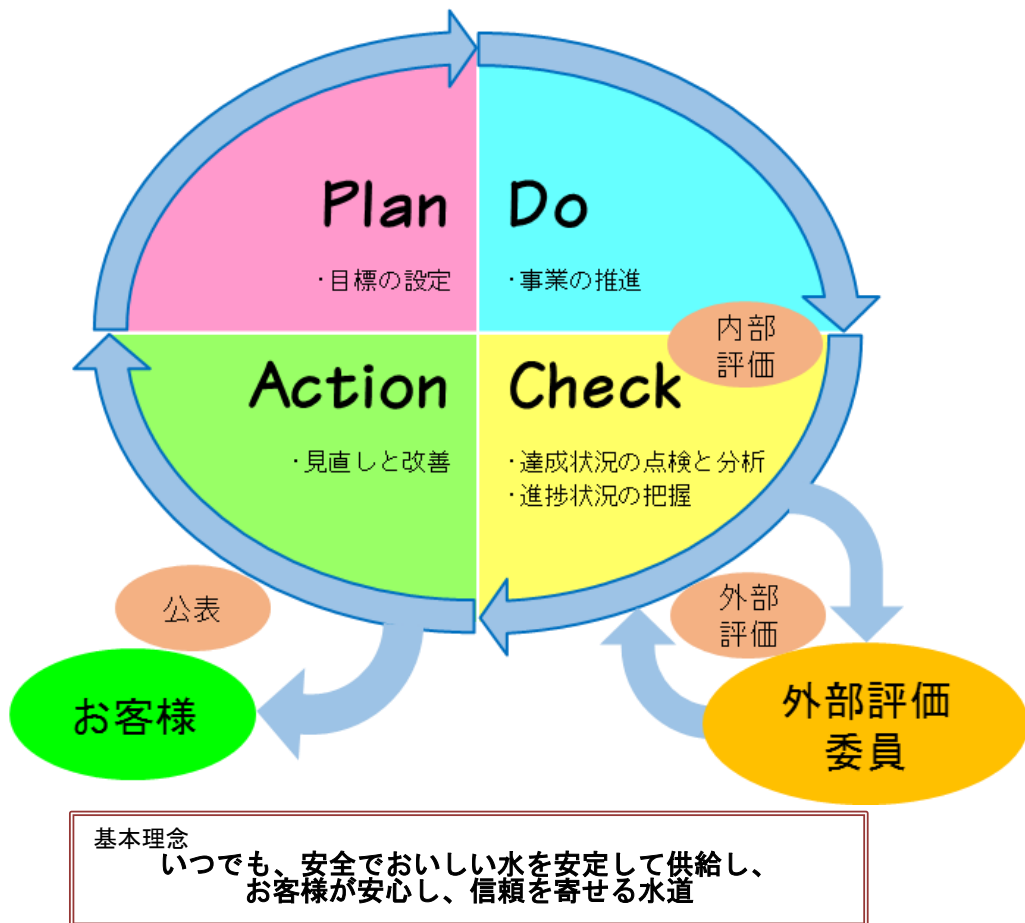 Plan
・目標の設定
Do
・事業の推進
内部
評価
Action
・見直しと改善
Check
・達成状況の点検と分析
・進捗状況の把握
公表
お客様
外部
評価
外部評価
委員
基本理念
いつでも、安全でおいしい水を安定して供給し、
お客様が安心し、信頼を寄せる水道